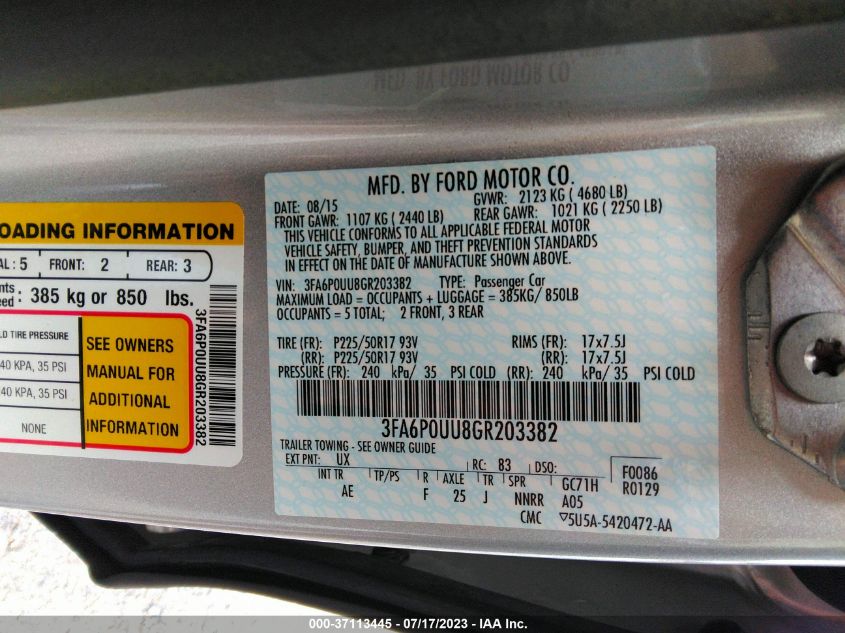 MFD. BY FORD MOTOR CO.
DATE: 08/15 GVWR: 2123 KG ( 4680 LB)
FRONT GAWR: 1107 KG ( 2440 LB) REAR GAWR: 1021 KG ( 2250 LB)
THIS VEHICLE CONFORMS TO ALL APPLICABLE FEDERAL MOTOR
VEHICLE SAFETY, BUMPER, AND THEFT PREVENTION STANDARDS
IN EFFECT ON THE DATE OF MANUFACTURE SHOWN ABOVE.
VIN: 3FA6P0UU8GR203382 TYPE: Passenger Car
MAXIMUM LOAD = OCCUPANTS + LUGGAGE = 385KG/ 850LB
OCCUPANTS = 5 TOTAL; 2 FRONT, 3 REAR
TIRE (FR): P225/50R17 93V RIMS (FR): 17x7.5J
(RR): P225/50R17 93V (RR): 17x7.5J
PRESSURE (FR): 240 kPa/ 35 PSI COLD (RR): 240 kPa/ 35 PSI COLD
3FA6P0UU8GR203382
TRAILER TOWING - SEE OWNER GUIDE
EXT PNT: UX RC: 83 DSO: F0086
INT TR TP/PS R AXLE TR SPR GC71H R0129
AE F 25 J NNRR A05
CMC ▽5U5A-5420472-AA
OADING INFORMATION
AL: 5 FRONT: 2 REAR: 3
nts
eed : 385 kg or 850 lbs.
LD TIRE PRESSURE
40 KPA, 35 PSI
40 KPA, 35 PSI
NONE
SEE OWNERS
MANUAL FOR
ADDITIONAL
INFORMATION
3FA6P0UU8GR203382
000-37113445 - 07/17/2023 - IAA Inc.